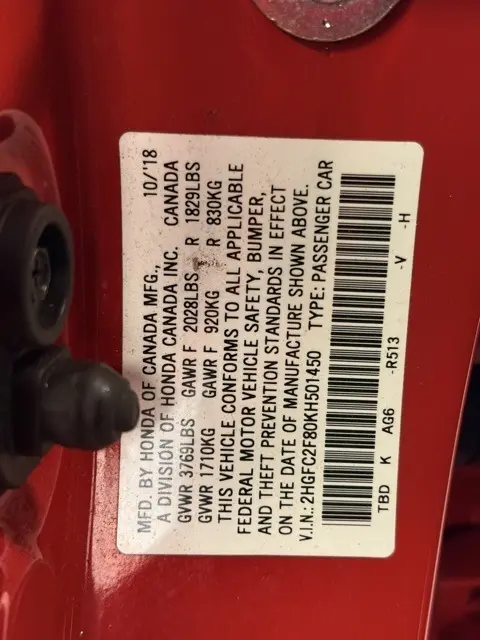 MFD. BY HONDA OF CANADA MFG., 10/'18
A DIVISION OF HONDA CANADA INC. CANADA
GVWR 3769LBS GAWR F 2028LBS R 1829LBS
GVWR 1710KG GAWR F 920KG R 830KG
THIS VEHICLE CONFORMS TO ALL APPLICABLE
FEDERAL MOTOR VEHICLE SAFETY, BUMPER,
AND THEFT PREVENTION STANDARDS IN EFFECT
ON THE DATE OF MANUFACTURE SHOWN ABOVE.
V.I.N.: 2HGFC2F80KH501450 TYPE: PASSENGER CAR
TBD K AG6 -R513 -V -H